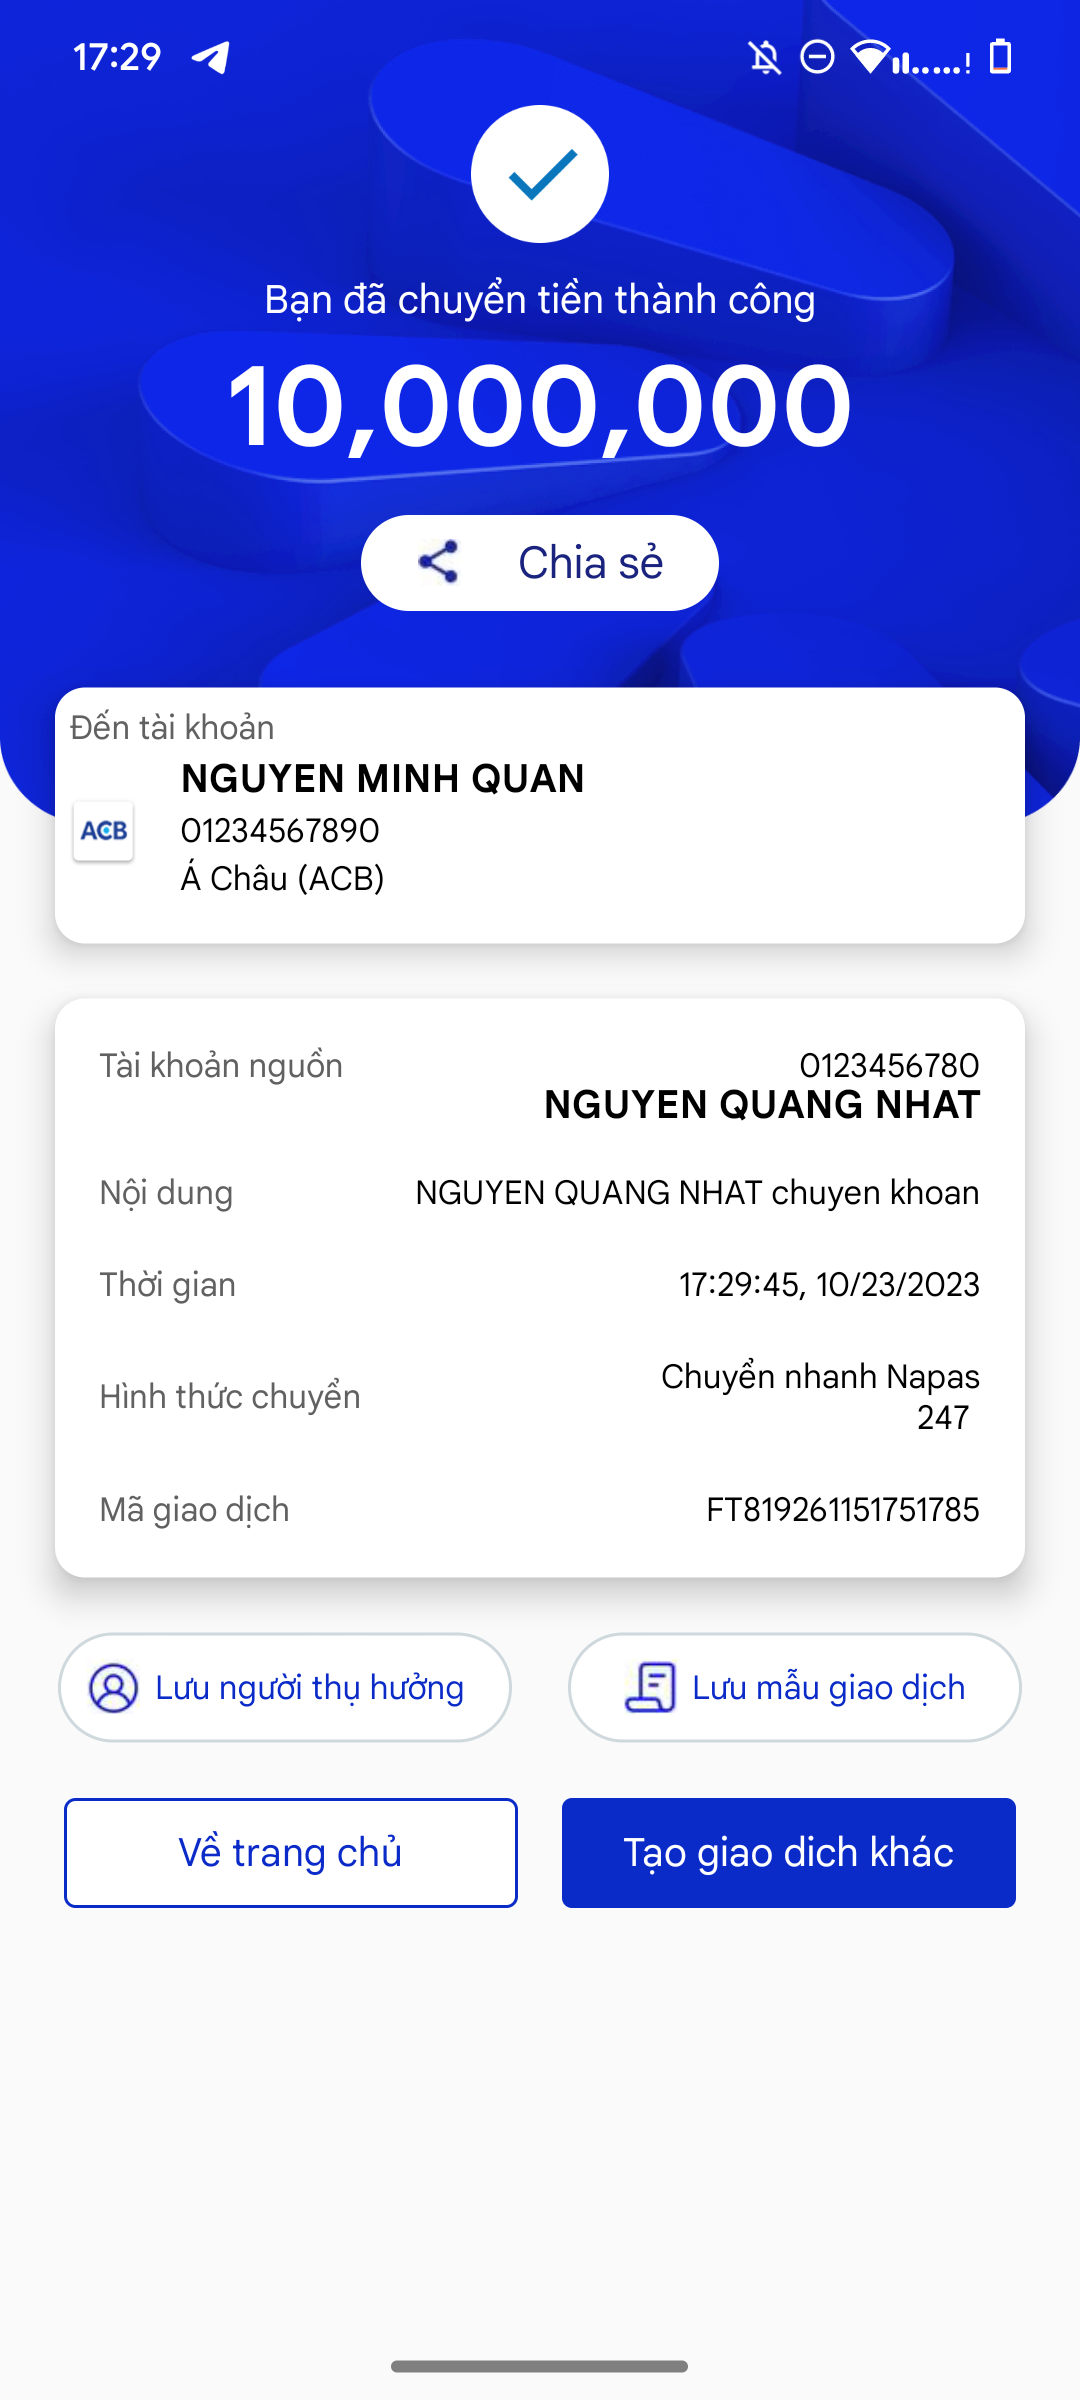 17:29
!
Bạn đã chuyển tiền thành công
10,000,000
Chia sẻ
Đến tài khoản
NGUYEN MINH QUAN
ACB
01234567890
Á Châu (ACB)
Tài khoản nguồn
0123456780
NGUYEN QUANG NHAT
Nội dung
NGUYEN QUANG NHAT chuyen khoan
Thời gian
17:29:45, 10/23/2023
Hình thức chuyển
Chuyển nhanh Napas
247
Mã giao dịch
FT819261151751785
Lưu người thụ hưởng
Lưu mẫu giao dịch
Về trang chủ
Tạo giao dich khác